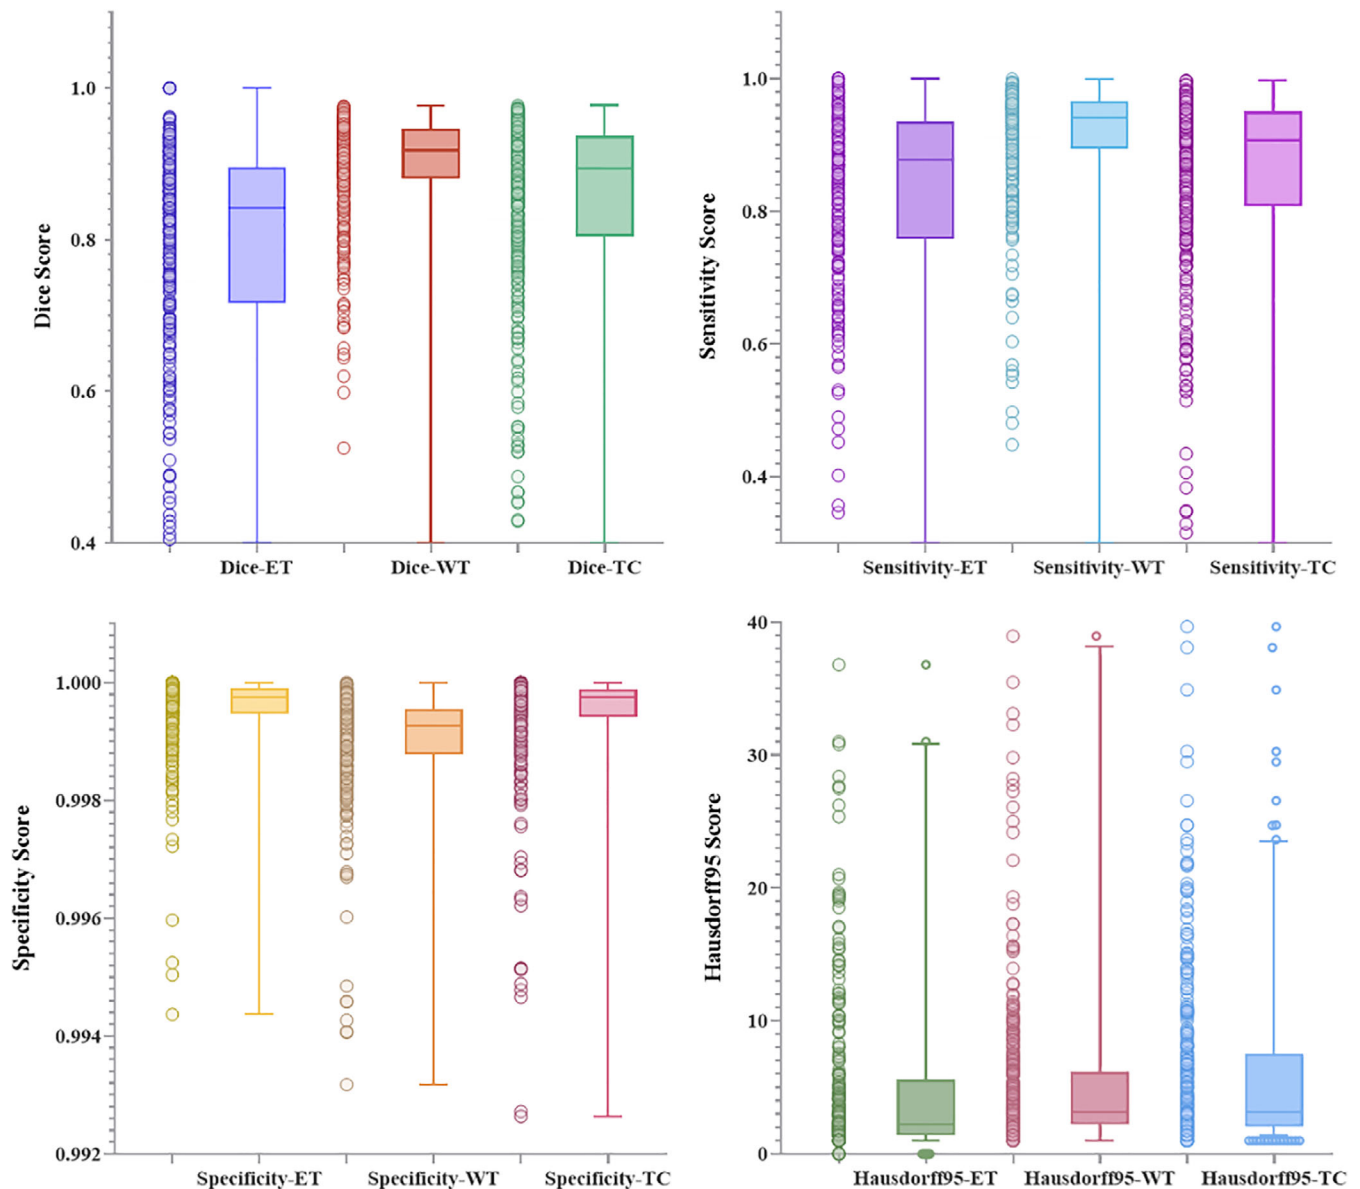 Dice Score
1.0
0.8
0.6
0.4
Dice-ET Dice-WT Dice-TC
Sensitivity Score
1.0
0.8
0.6
0.4
Sensitivity-ET Sensitivity-WT Sensitivity-TC
Specificity Score
1.000
0.998
0.996
0.994
0.992
Specificity-ET Specificity-WT Specificity-TC
Hausdorff95 Score
40
30
20
10
0
Hausdorff95-ET Hausdorff95-WT Hausdorff95-TC